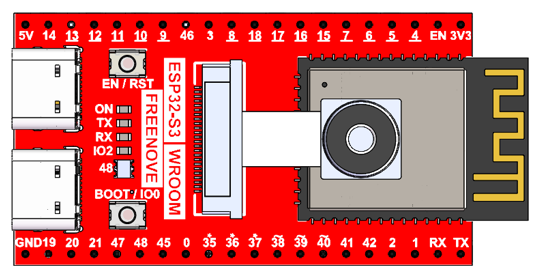 5V 14 13 12 11 10 9 46 3 8 18 17 16 15 7 6 5 4 EN 3V3
EN / RST
ON
TX
RX
IO2
48
BOOT / IO0
FREENOVE
ESP32-S3 WROOM
GND 19 20 21 47 48 45 0 35 36 37 38 39 40 41 42 2 1 RX TX